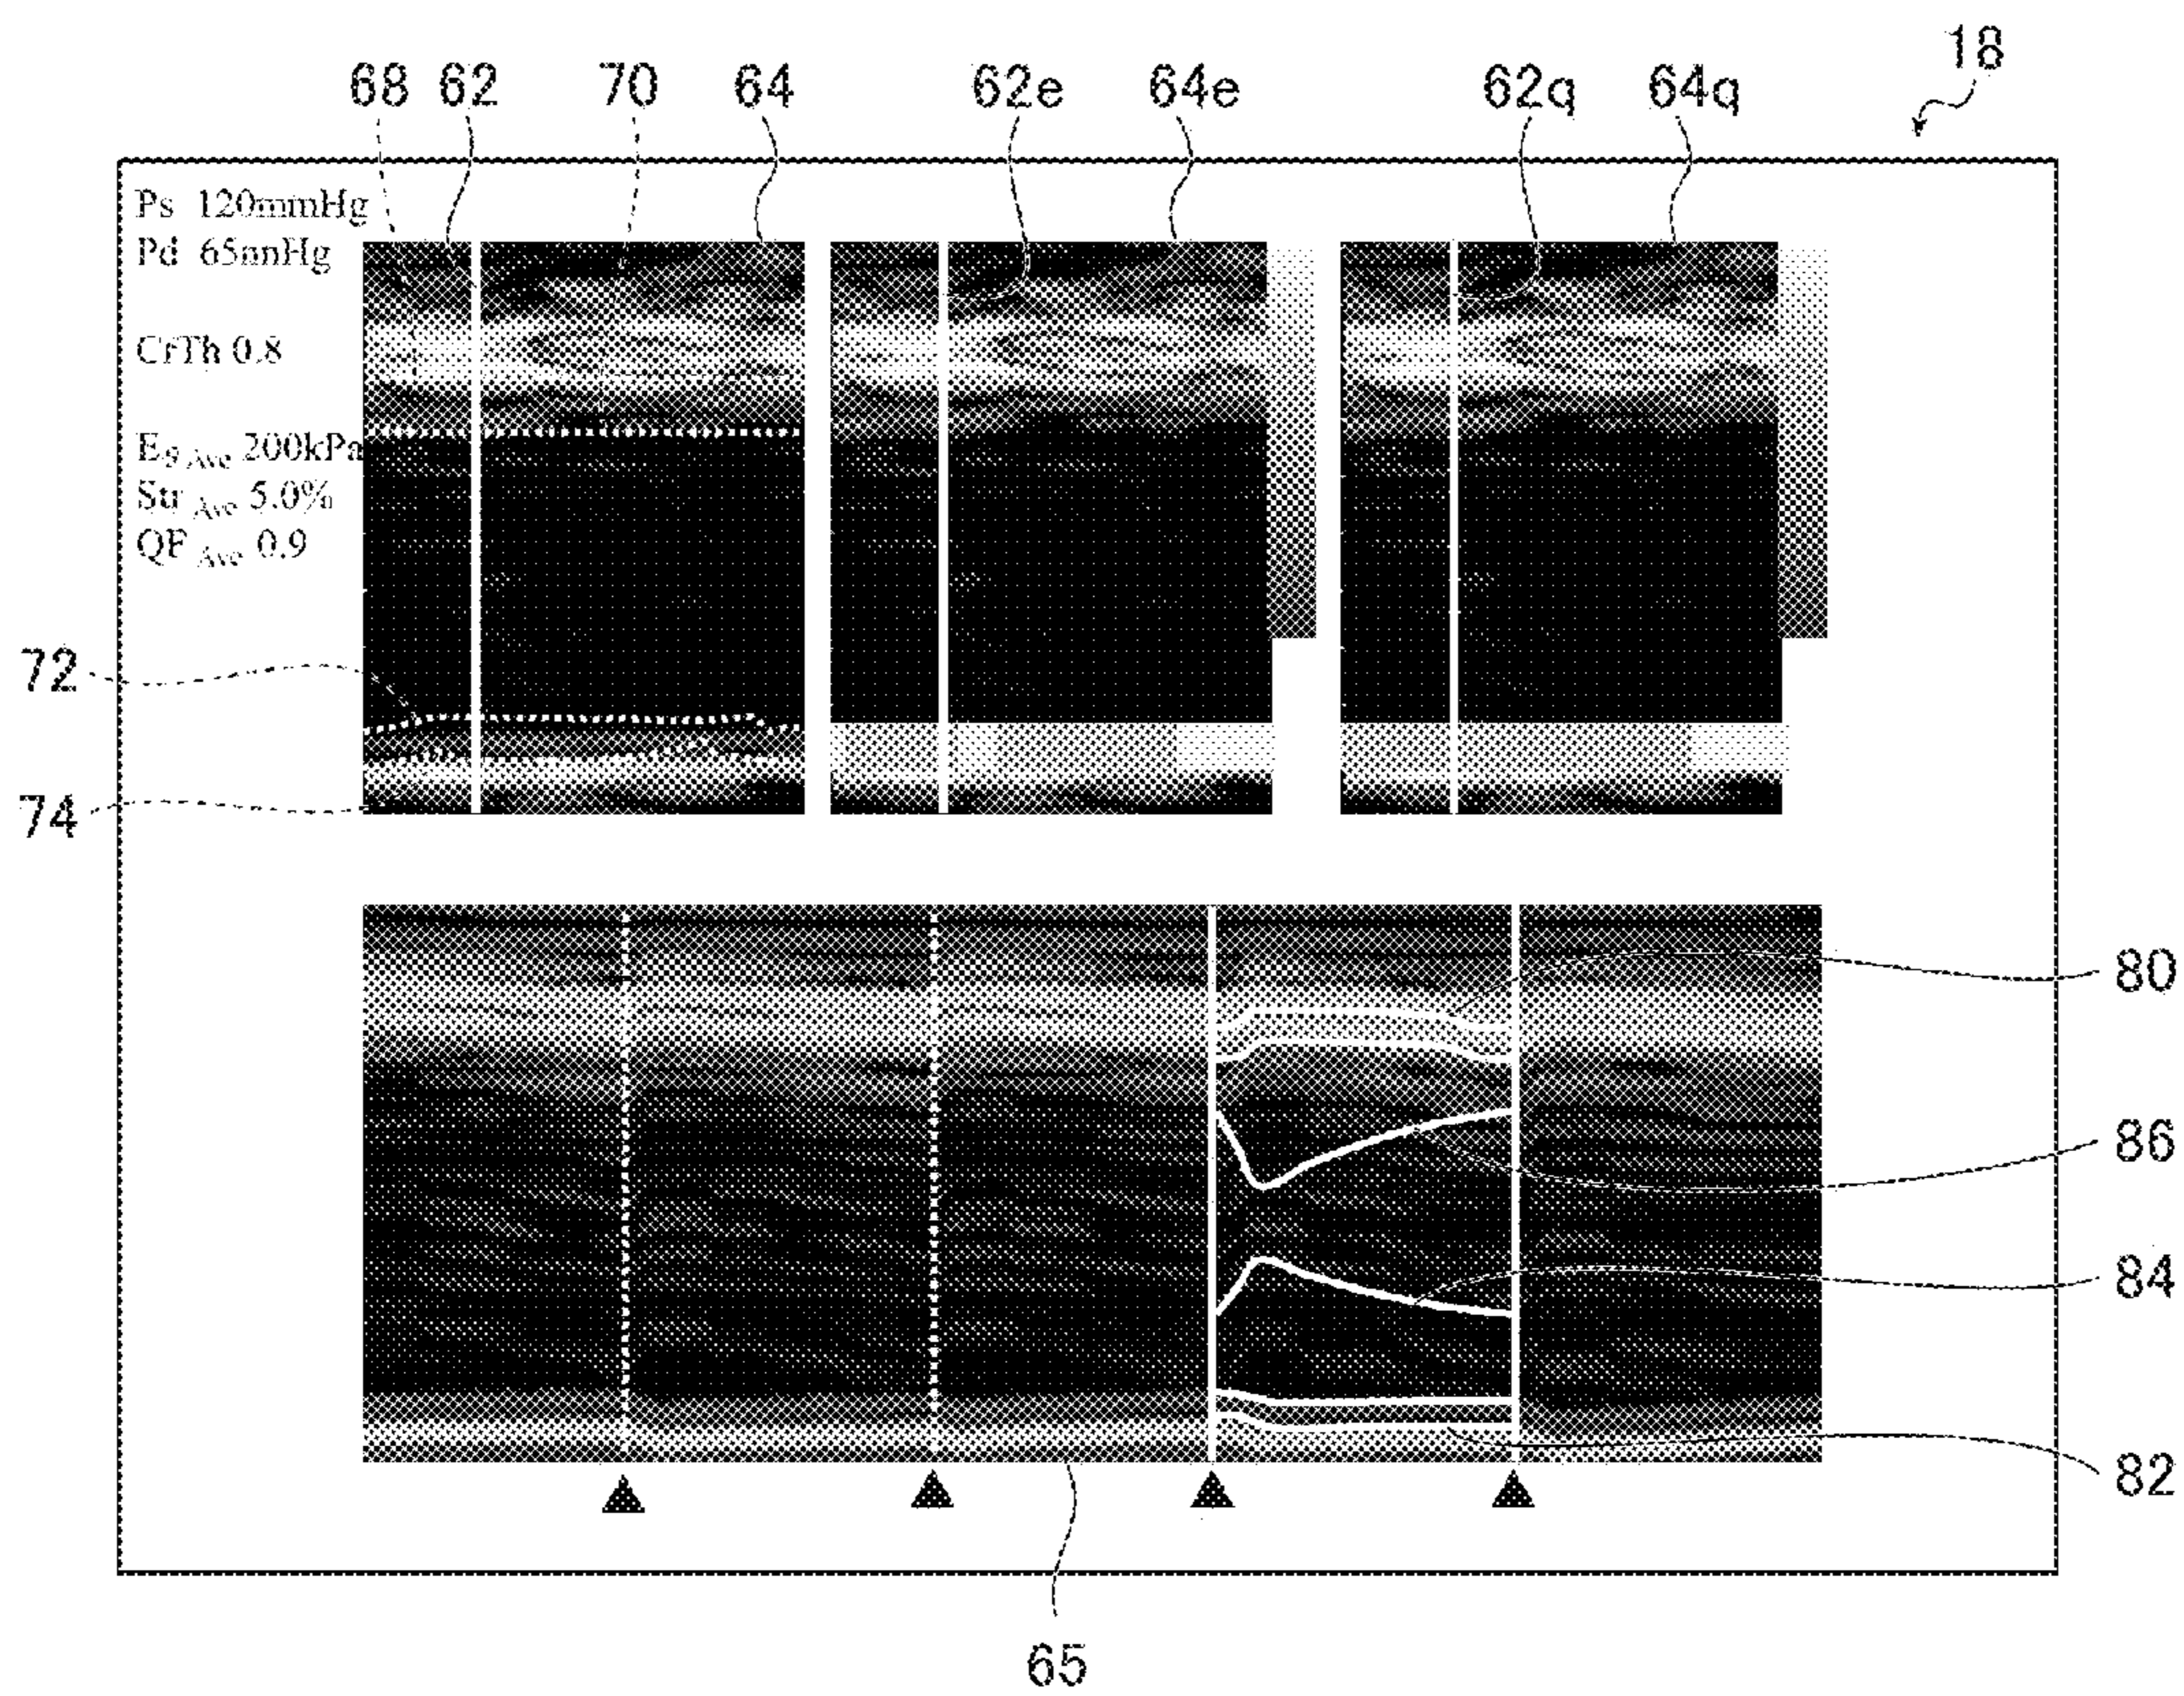 18
68 62 70 64 62e 64e 62q 64q
Ps 120mmHg
Pd 65nnHg
CfTh 0.8
Eθ Ave 200kPa
Str Ave 5.0%
QF Ave 0.9
72
74
80
86
84
82
65